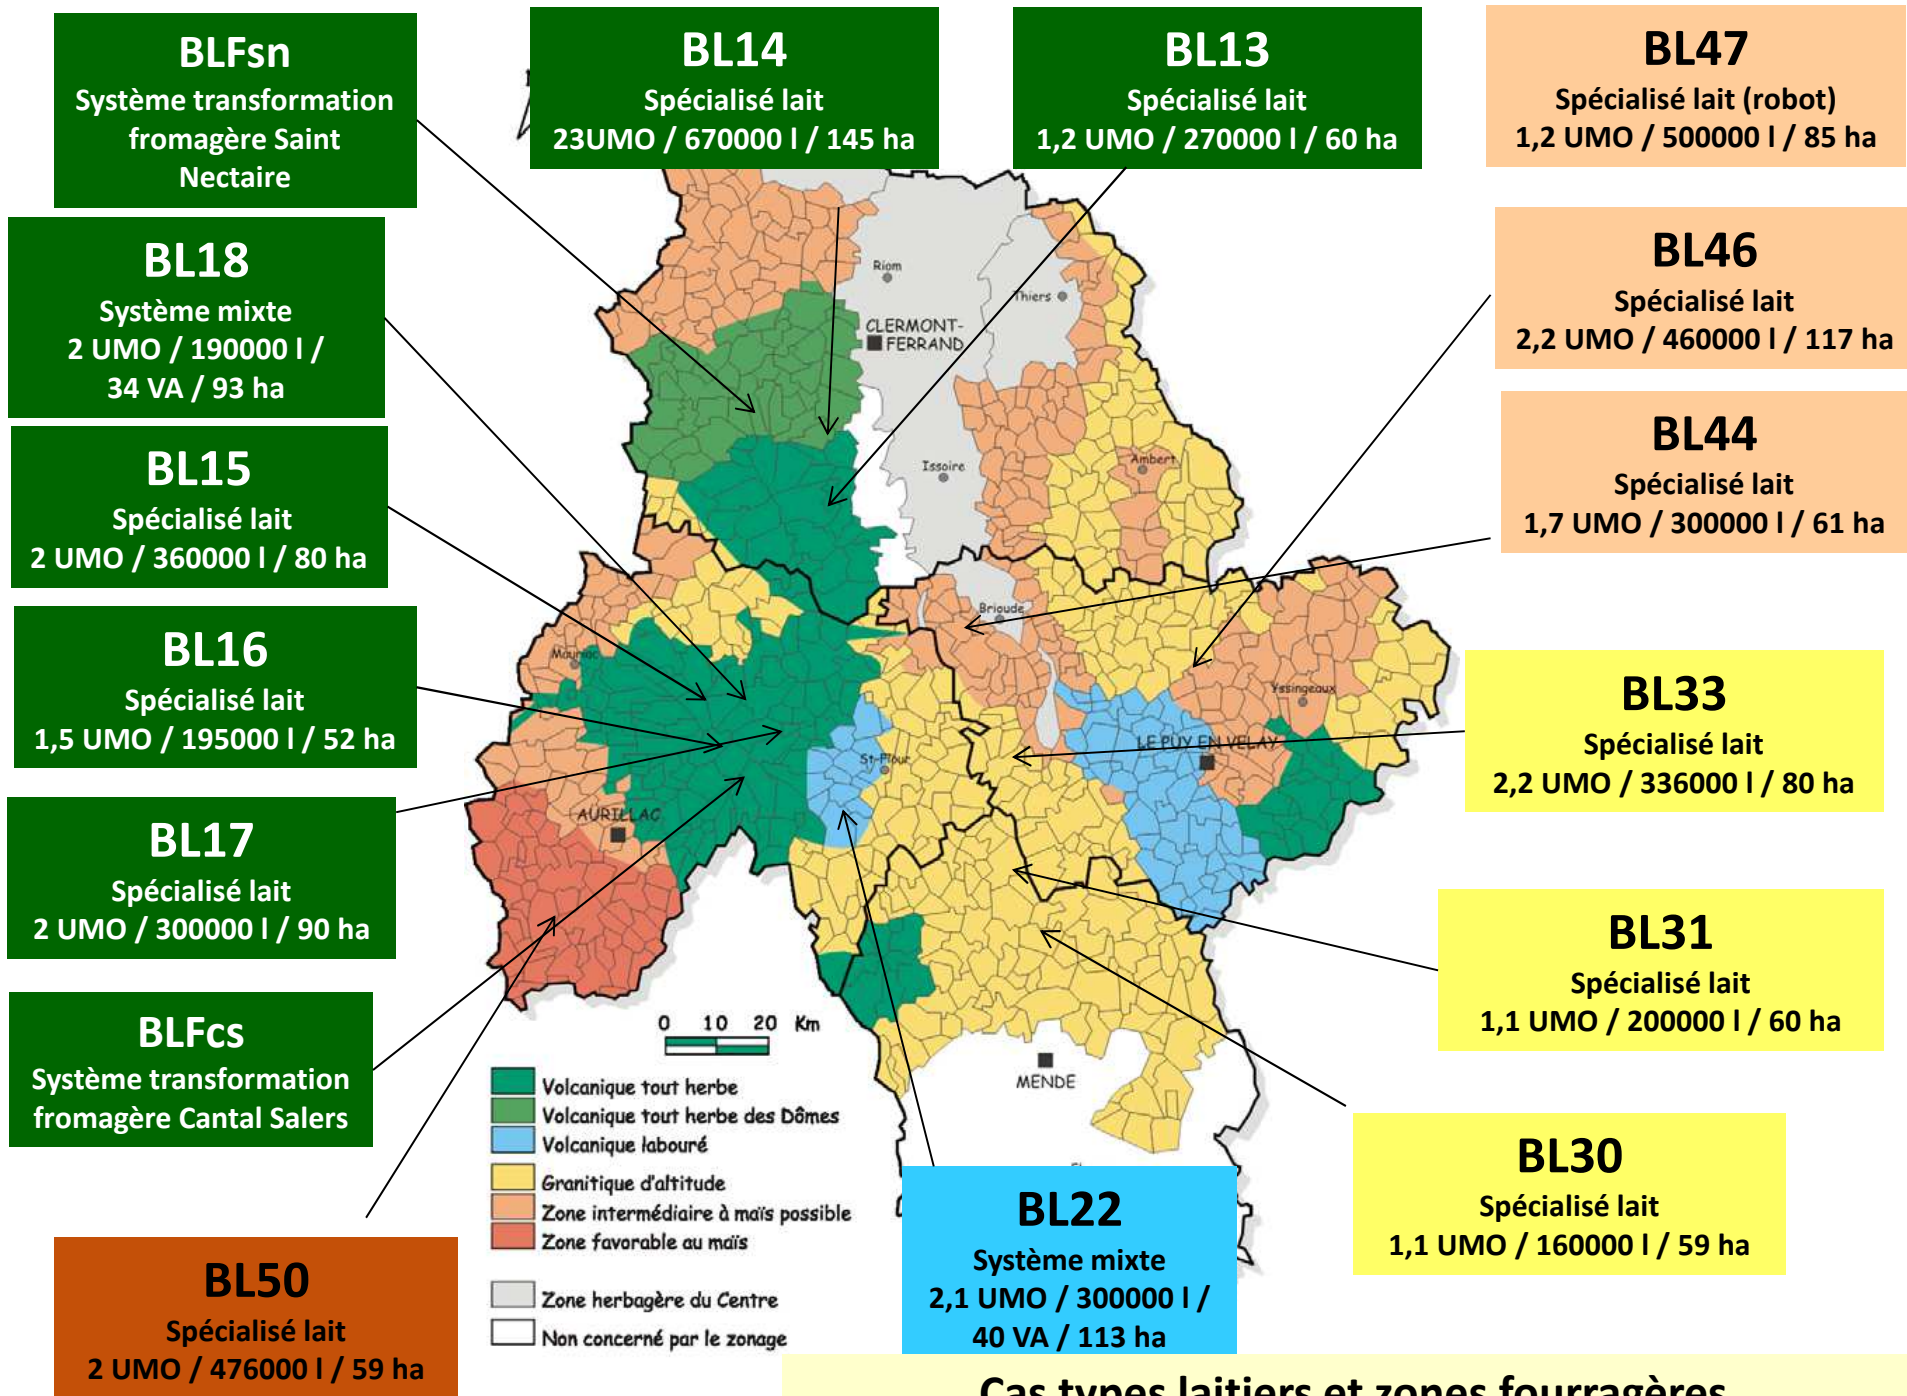 BLFsn
Système transformation
fromagère Saint
Nectaire
BL14
Spécialisé lait
23UMO / 670000 l / 145 ha
BL13
Spécialisé lait
1,2 UMO / 270000 l / 60 ha
BL47
Spécialisé lait (robot)
1,2 UMO / 500000 l / 85 ha
BL18
Système mixte
2 UMO / 190000 l /
34 VA / 93 ha
BL46
Spécialisé lait
2,2 UMO / 460000 l / 117 ha
BL15
Spécialisé lait
2 UMO / 360000 l / 80 ha
BL44
Spécialisé lait
1,7 UMO / 300000 l / 61 ha
BL16
Spécialisé lait
1,5 UMO / 195000 l / 52 ha
BL33
Spécialisé lait
2,2 UMO / 336000 l / 80 ha
BL17
Spécialisé lait
2 UMO / 300000 l / 90 ha
BL31
Spécialisé lait
1,1 UMO / 200000 l / 60 ha
BLFcs
Système transformation
fromagère Cantal Salers
BL30
Spécialisé lait
1,1 UMO / 160000 l / 59 ha
BL22
Système mixte
2,1 UMO / 300000 l /
40 VA / 113 ha
BL50
Spécialisé lait
2 UMO / 476000 l / 59 ha
Riom
Thiers
CLERMONT-
FERRAND
Issoire
Ambert
Brioude
Mauriac
Yssingeaux
St-Flour
LE PUY EN VELAY
AURILLAC
MENDE
0 10 20 Km
Volcanique tout herbe
Volcanique tout herbe des Dômes
Volcanique labouré
Granitique d'altitude
Zone intermédiaire à maïs possible
Zone favorable au maïs
Zone herbagère du Centre
Non concerné par le zonage
Cas types laitiers et zones fourragères